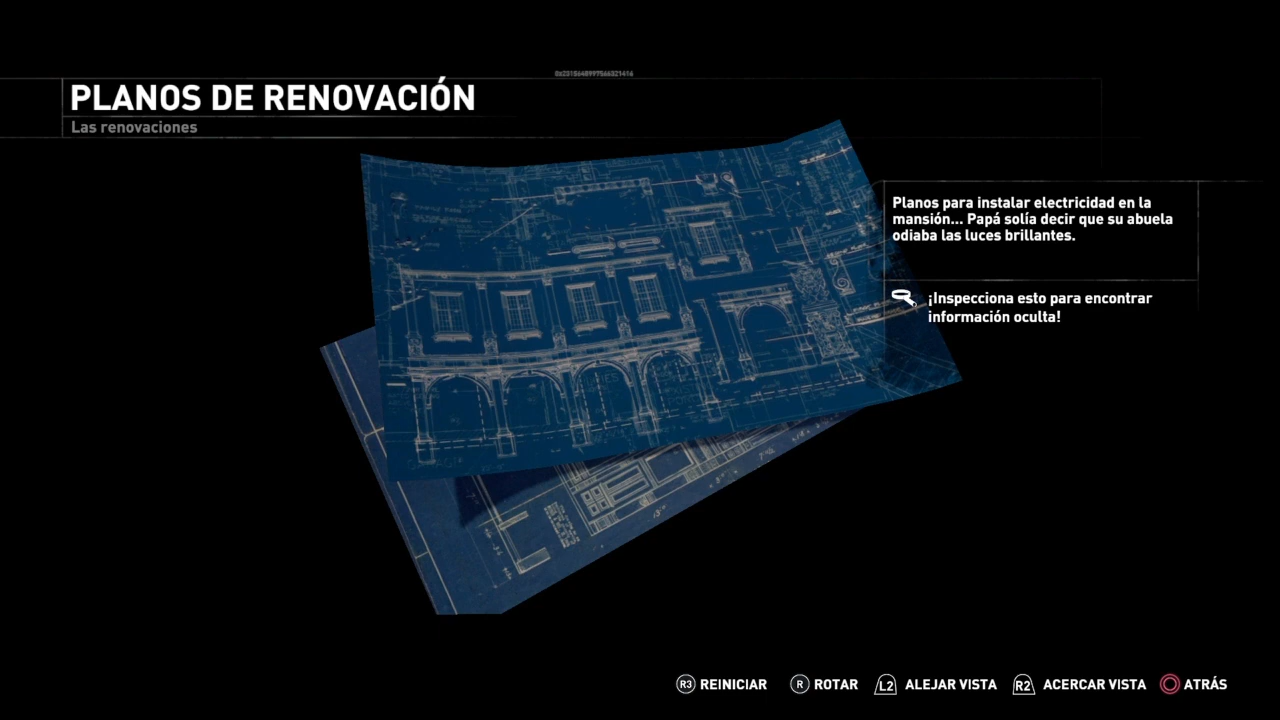 PLANOS DE RENOVACIÓN
Las renovaciones
Planos para instalar electricidad en la
mansión... Papá solía decir que su abuela
odiaba las luces brillantes.
¡Inspecciona esto para encontrar
información oculta!
R3 REINICIAR R ROTAR L2 ALEJAR VISTA R2 ACERCAR VISTA ATRÁS